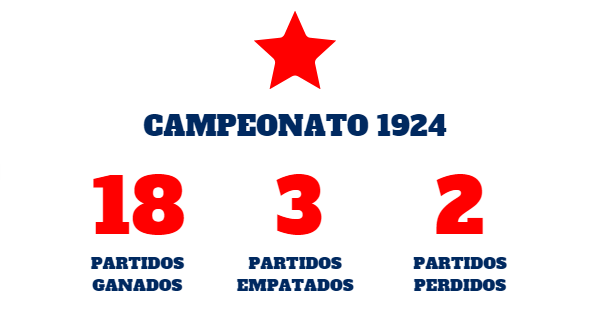 CAMPEONATO 1924
18 3 2
PARTIDOS PARTIDOS PARTIDOS
GANADOS EMPATADOS PERDIDOS